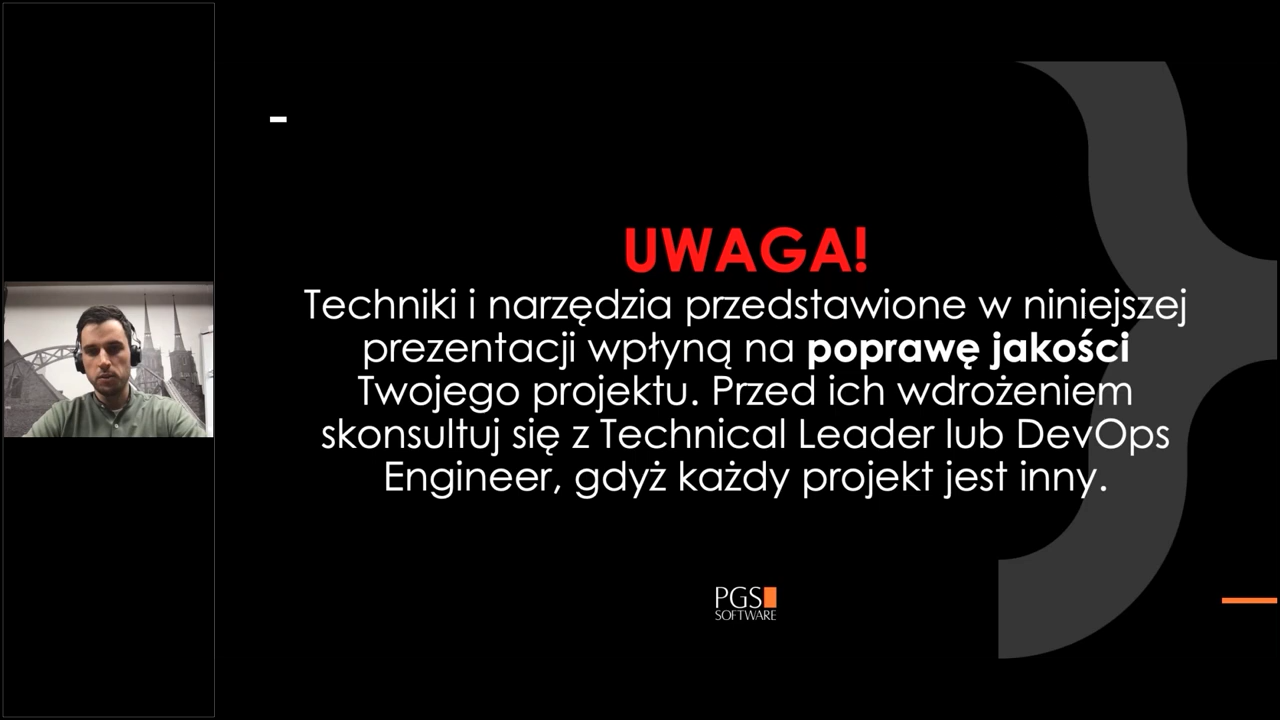 UWAGA!
Techniki i narzędzia przedstawione w niniejszej
prezentacji wpłyną na poprawę jakości
Twojego projektu. Przed ich wdrożeniem
skonsultuj się z Technical Leader lub DevOps
Engineer, gdyż każdy projekt jest inny.
PGS
SOFTWARE